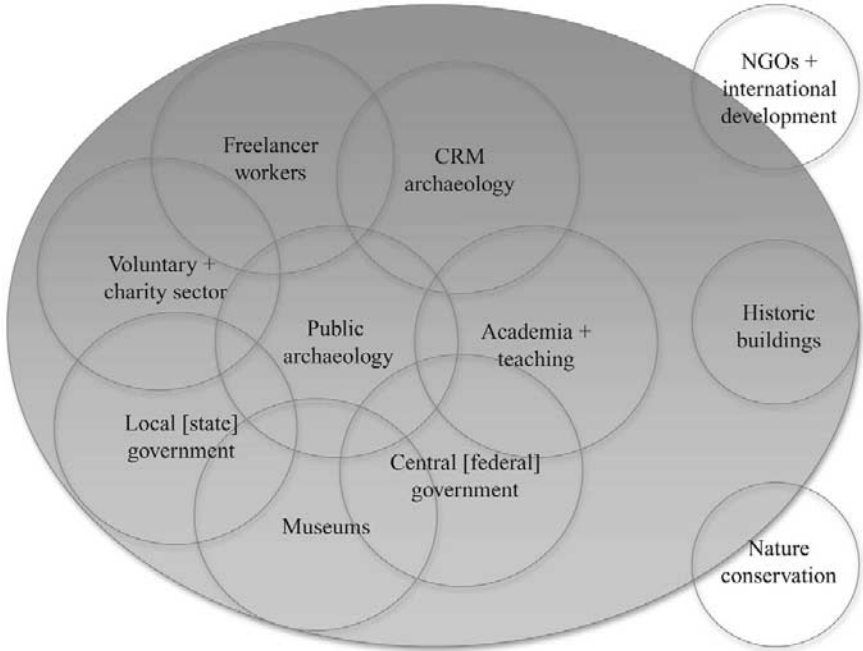 NGOs +
international
development
Freelancer
workers
CRM
archaeology
Voluntary +
charity sector
Public
archaeology
Academia +
teaching
Historic
buildings
Local [state]
government
Central [federal]
government
Museums
Nature
conservation